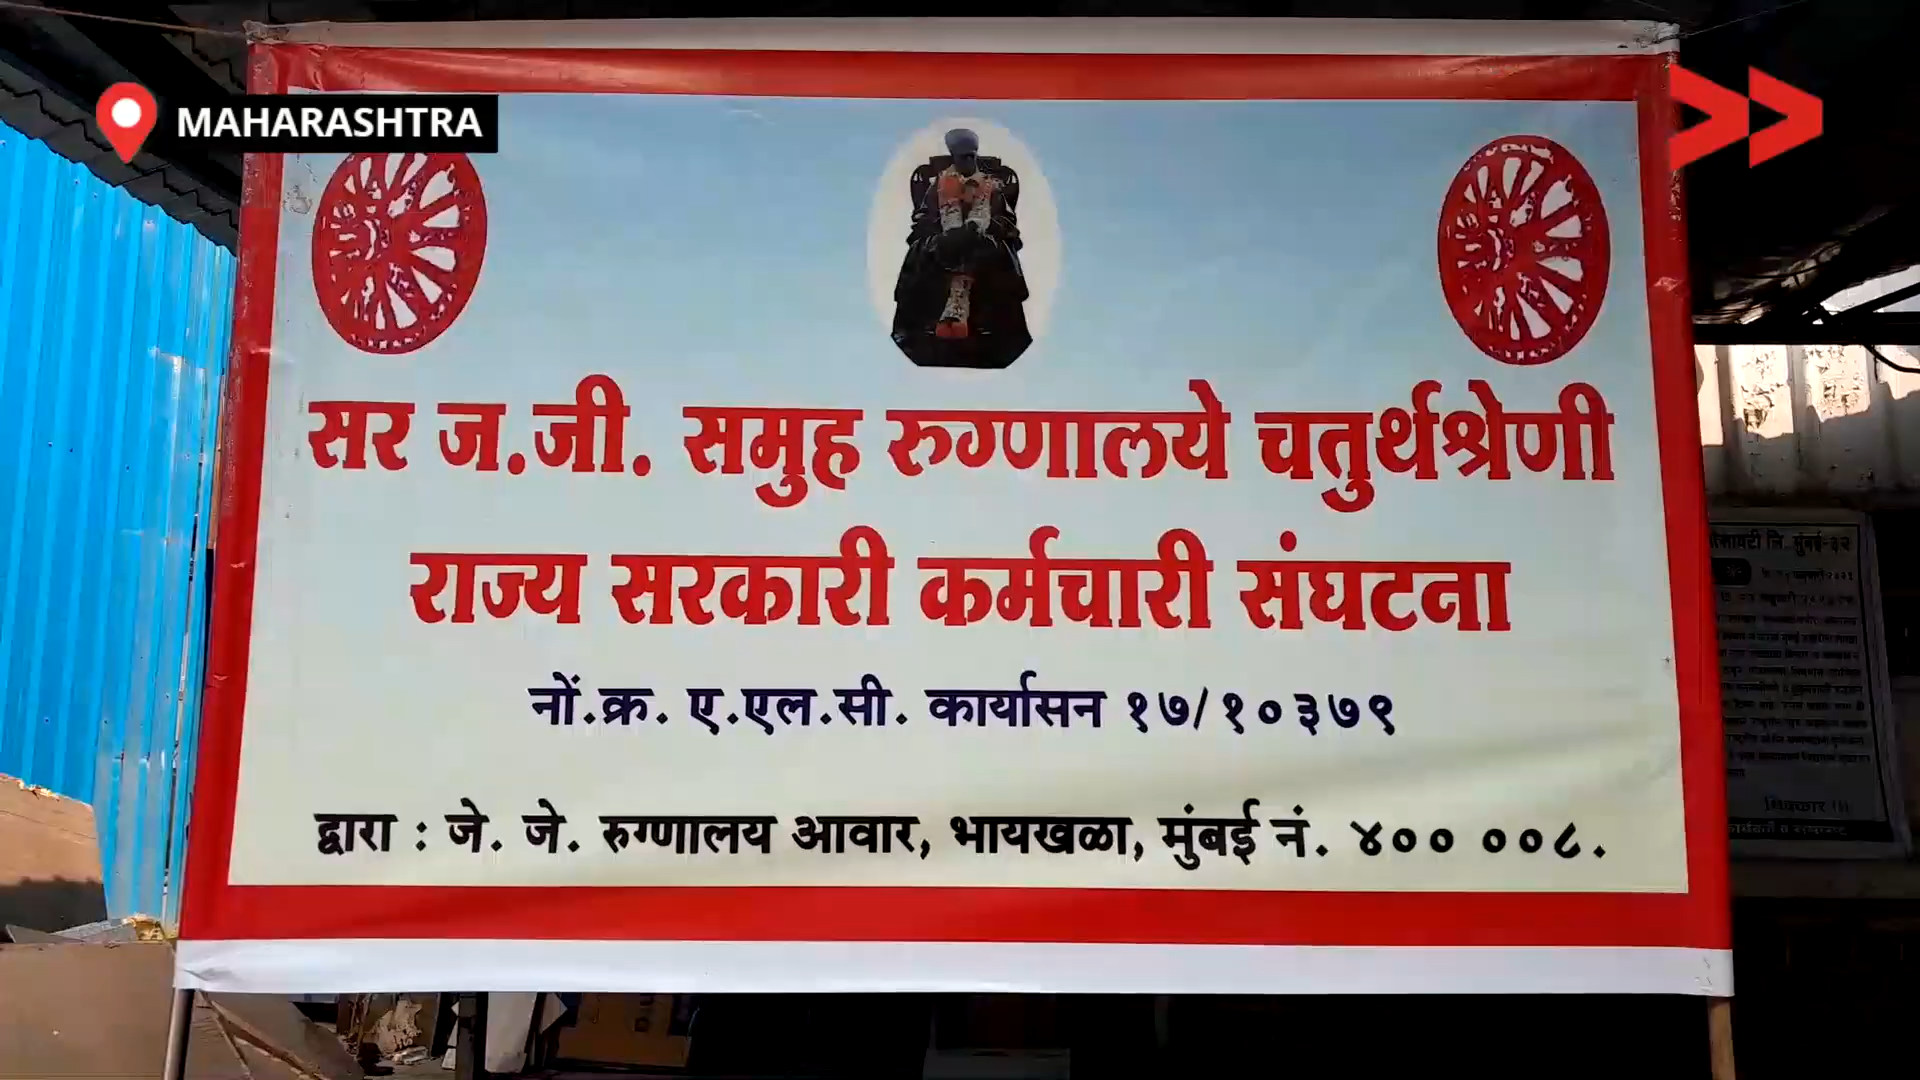 MAHARASHTRA
सर ज.जी. समुह रुग्णालये चतुर्थश्रेणी
राज्य सरकारी कर्मचारी संघटना
नों.क्र. ए.एल.सी. कार्यासन १७/१०३७९
द्वारा : जे. जे. रुग्णालय आवार, भायखळा, मुंबई नं. ४०० ००८.